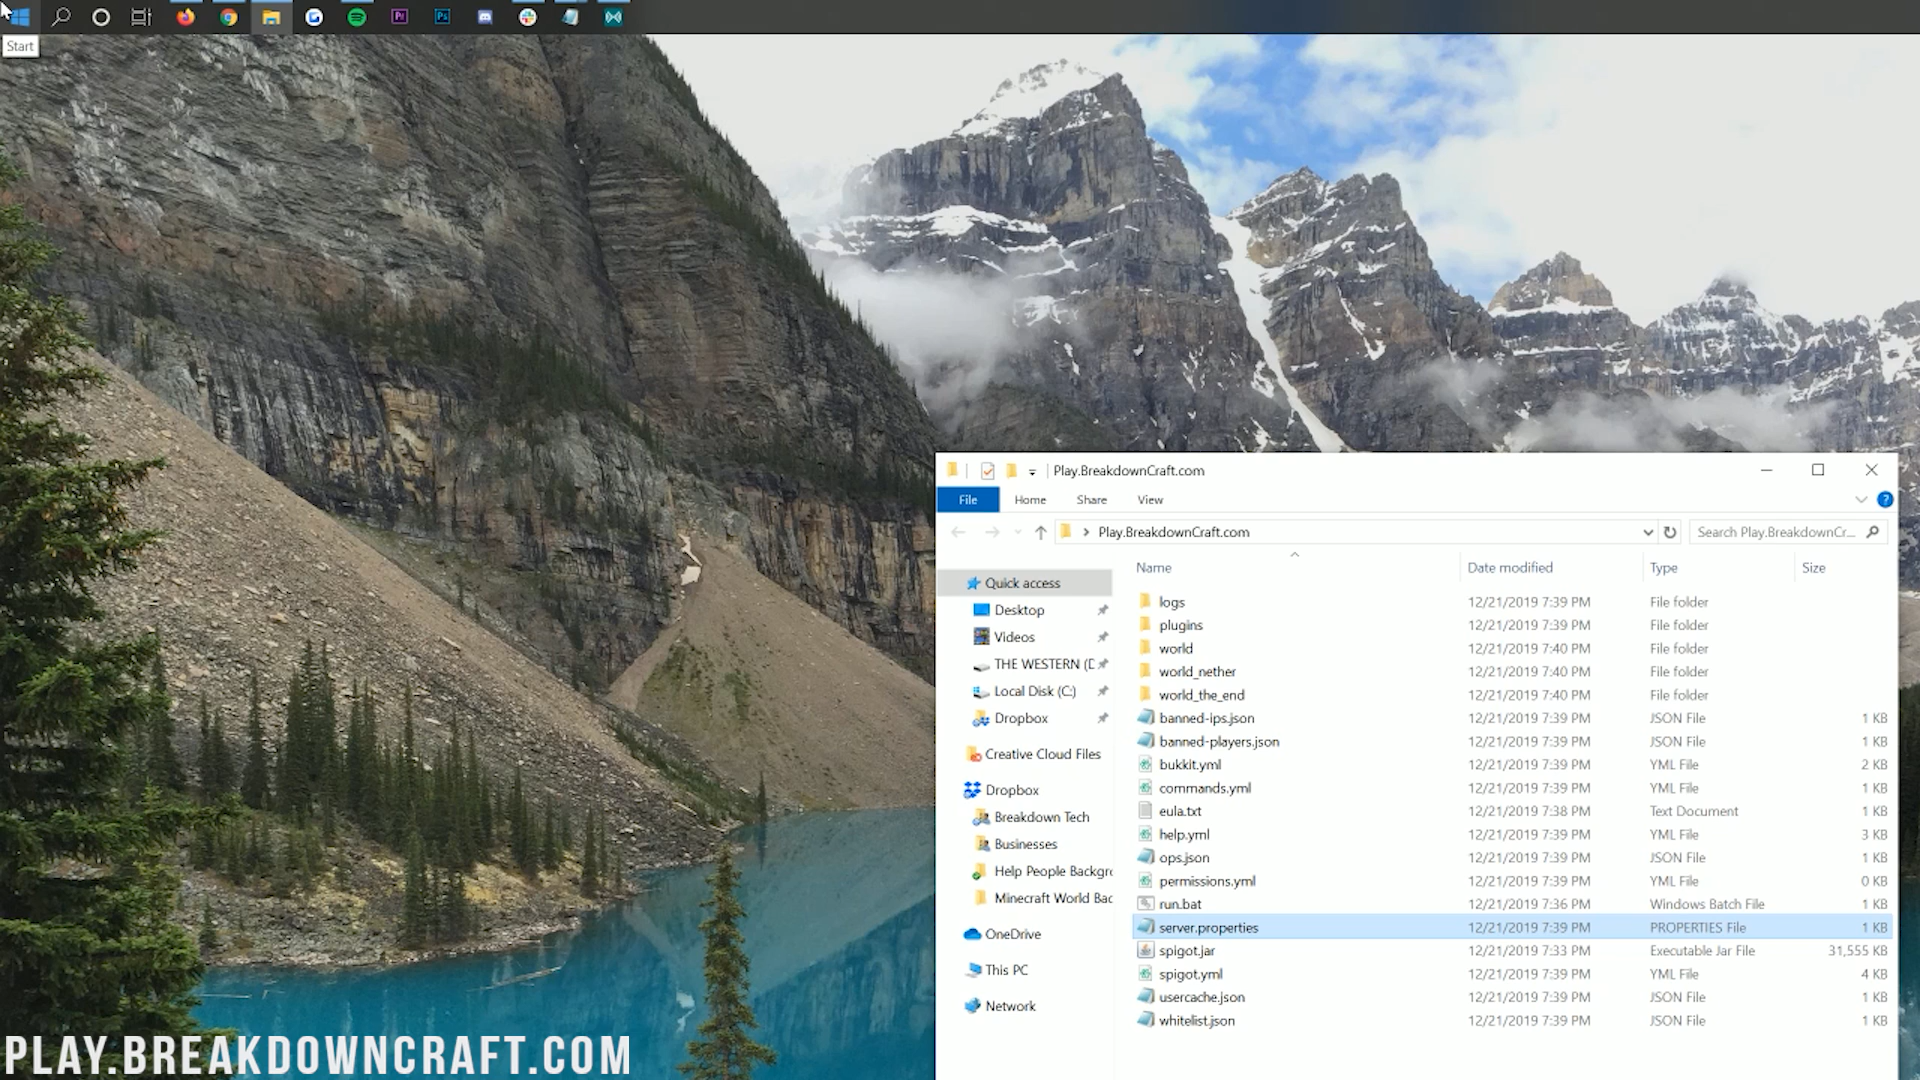 Start
Play.BreakdownCraft.com
File Home Share View
Play.BreakdownCraft.com Search Play.BreakdownCr...
Name Date modified Type Size
Quick access
Desktop
Videos
THE WESTERN (D
Local Disk (C:)
Dropbox
Creative Cloud Files
Dropbox
Breakdown Tech
Businesses
Help People Backgr
Minecraft World Bac
OneDrive
This PC
Network
logs 12/21/2019 7:39 PM File folder
plugins 12/21/2019 7:39 PM File folder
world 12/21/2019 7:40 PM File folder
world_nether 12/21/2019 7:40 PM File folder
world_the_end 12/21/2019 7:40 PM File folder
banned-ips.json 12/21/2019 7:39 PM JSON File 1 KB
banned-players.json 12/21/2019 7:39 PM JSON File 1 KB
bukkit.yml 12/21/2019 7:39 PM YML File 2 KB
commands.yml 12/21/2019 7:39 PM YML File 1 KB
eula.txt 12/21/2019 7:38 PM Text Document 1 KB
help.yml 12/21/2019 7:39 PM YML File 3 KB
ops.json 12/21/2019 7:39 PM JSON File 1 KB
permissions.yml 12/21/2019 7:39 PM YML File 0 KB
run.bat 12/21/2019 7:36 PM Windows Batch File 1 KB
server.properties 12/21/2019 7:39 PM PROPERTIES File 1 KB
spigot.jar 12/21/2019 7:33 PM Executable Jar File 31,555 KB
spigot.yml 12/21/2019 7:39 PM YML File 4 KB
usercache.json 12/21/2019 7:39 PM JSON File 1 KB
whitelist.json 12/21/2019 7:39 PM JSON File 1 KB
PLAY.BREAKDOWNCRAFT.COM